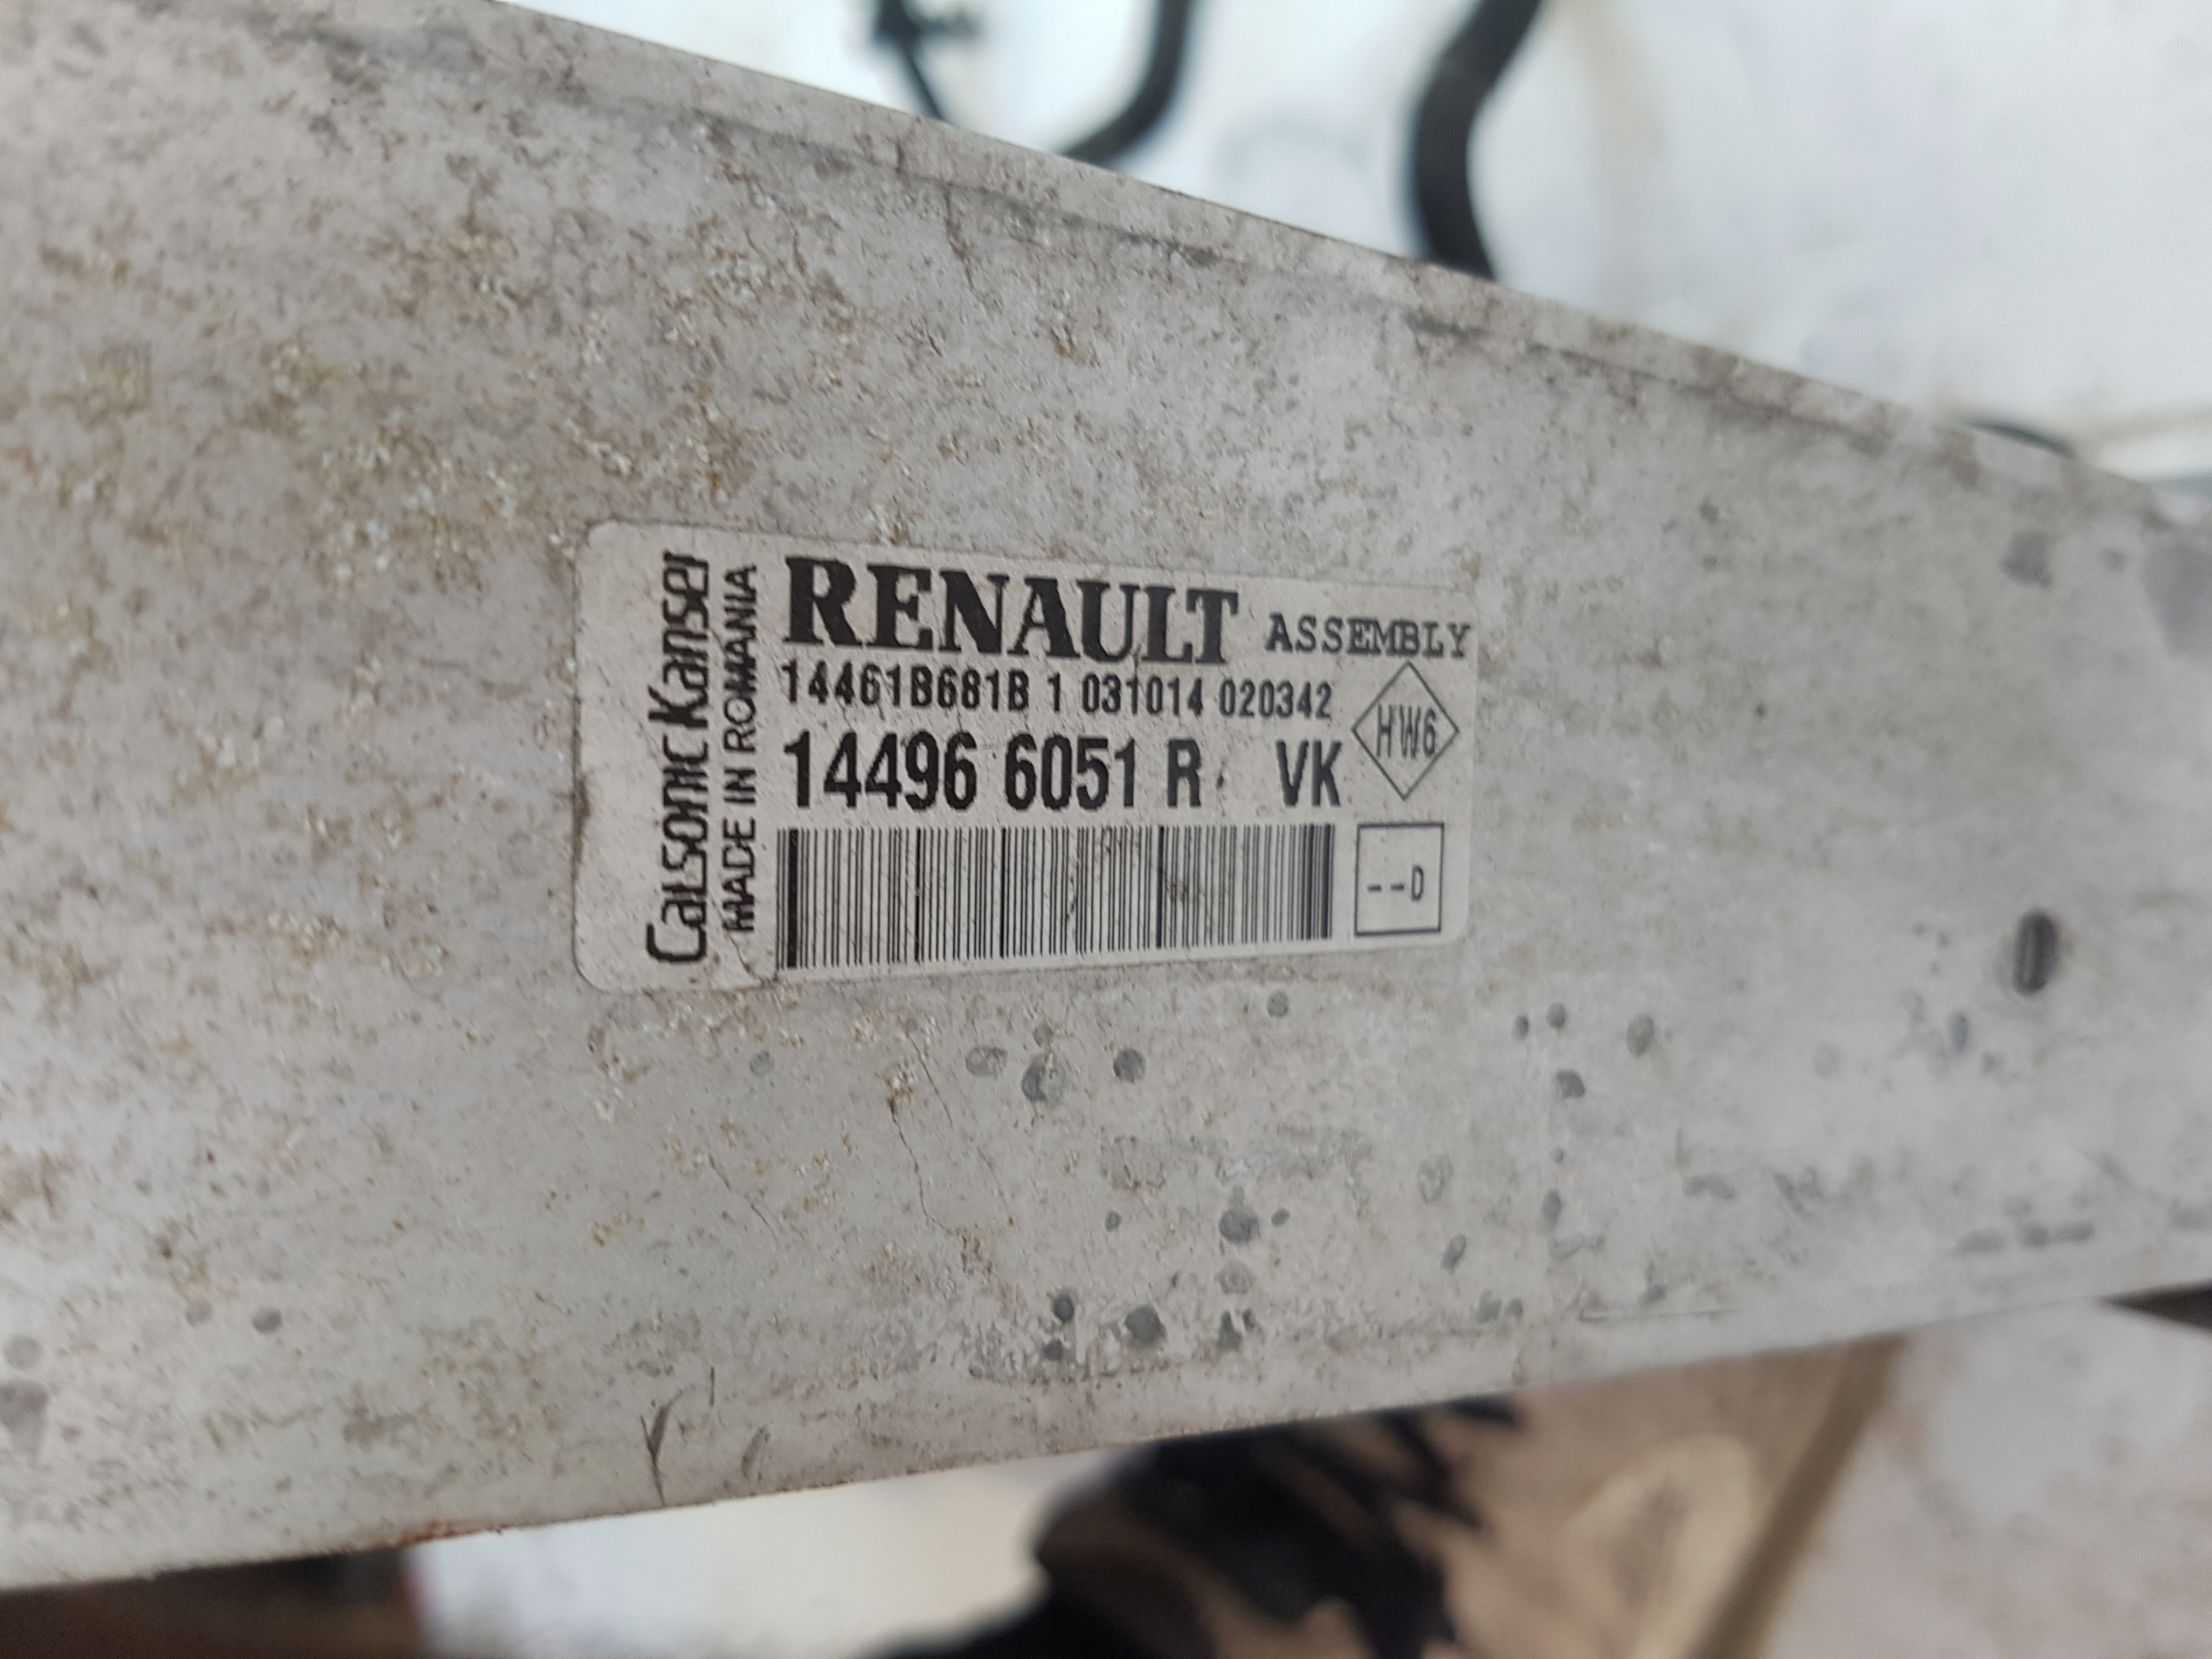 Calsonic Kansei
MADE IN ROMANIA
RENAULT ASSEMBLY
14461B681B 1 031014 020342
HW6
14496 6051 R VK
--D